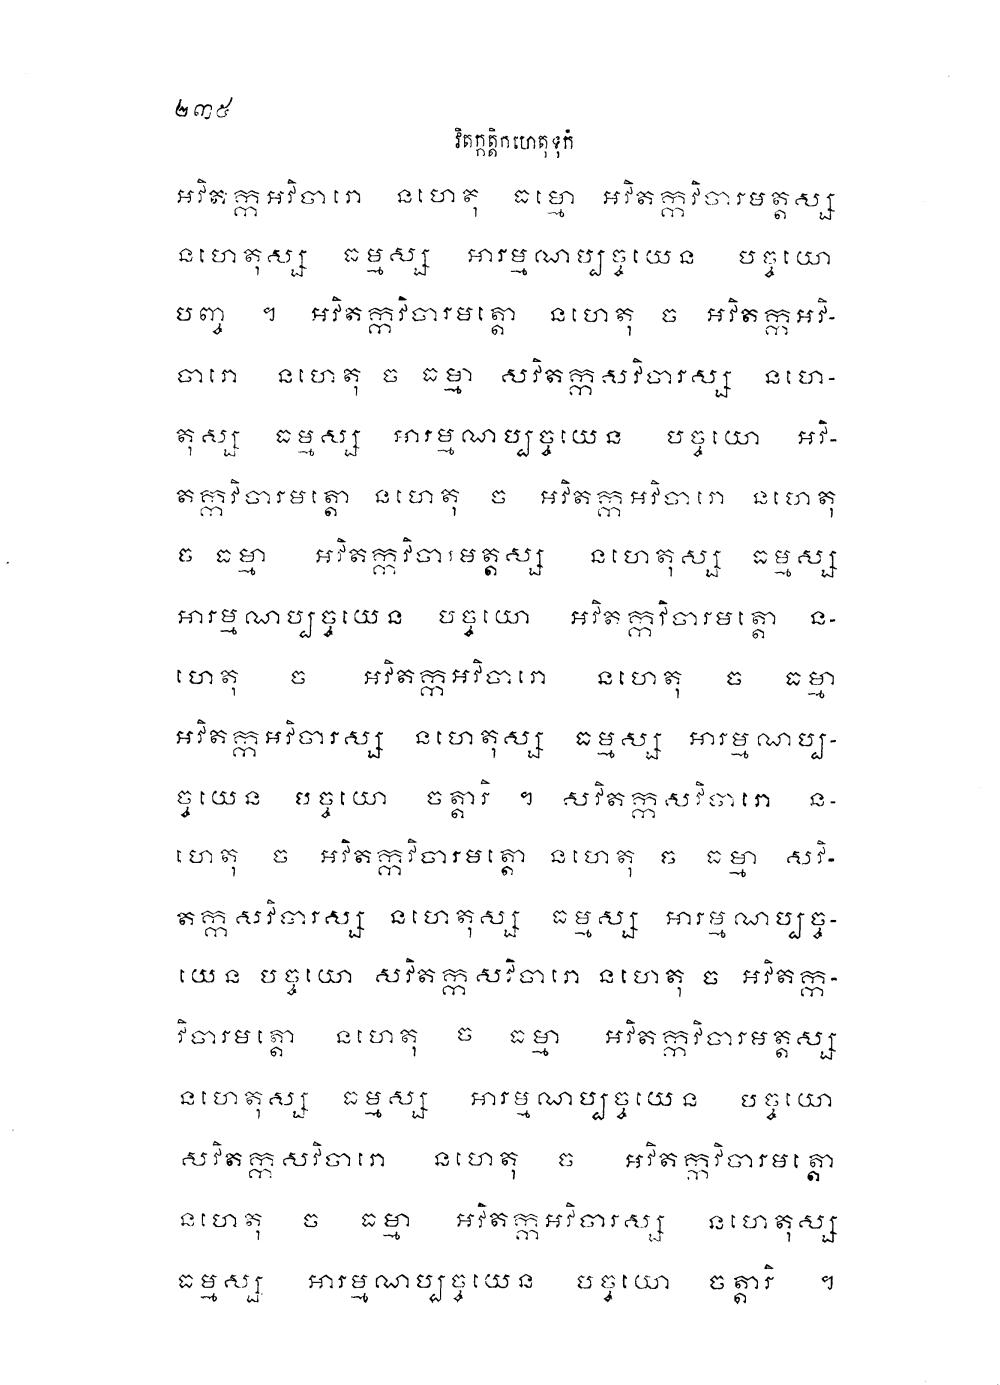 ២៣៥
វិតក្កត្តិកហេតុទុកំ
អវិតក្កអវិចារោ នហេតុ ធម្មោ អវិតក្កវិចារមត្តស្ស
នហេតុស្ស ធម្មស្ស អារម្មណប្បច្ចយេន បច្ចយោ
បញ្ច ។ អវិតក្កវិចារមត្តោ នហេតុ ច អវិតក្កអវិ-
ចារោ នហេតុ ច ធម្មា សវិតក្កសវិចារស្ស នហេ-
តុស្ស ធម្មស្ស អារម្មណប្បច្ចយេន បច្ចយោ អវិ-
តក្កវិចារមត្តោ នហេតុ ច អវិតក្កអវិចារោ នហេតុ
ច ធម្មា អវិតក្កវិចារមត្តស្ស នហេតុស្ស ធម្មស្ស
អារម្មណប្បច្ចយេន បច្ចយោ អវិតក្កវិចារមត្តោ ន-
ហេតុ ច អវិតក្កអវិចារោ នហេតុ ច ធម្មា
អវិតក្កអវិចារស្ស នហេតុស្ស ធម្មស្ស អារម្មណប្ប-
ច្ចយេន បច្ចយោ ចត្តារិ ។ សវិតក្កសវិចារោ ន-
ហេតុ ច អវិតក្កវិចារមត្តោ នហេតុ ច ធម្មា សវិ-
តក្កសវិចារស្ស នហេតុស្ស ធម្មស្ស អារម្មណប្បច្ច-
យេន បច្ចយោ សវិតក្កសវិចារោ នហេតុ ច អវិតក្ក-
វិចារមត្តោ នហេតុ ច ធម្មា អវិតក្កវិចារមត្តស្ស
នហេតុស្ស ធម្មស្ស អារម្មណប្បច្ចយេន បច្ចយោ
សវិតក្កសវិចារោ នហេតុ ច អវិតក្កវិចារមត្តោ
នហេតុ ច ធម្មា អវិតក្កអវិចារស្ស នហេតុស្ស
ធម្មស្ស អារម្មណប្បច្ចយេន បច្ចយោ ចត្តារិ ។